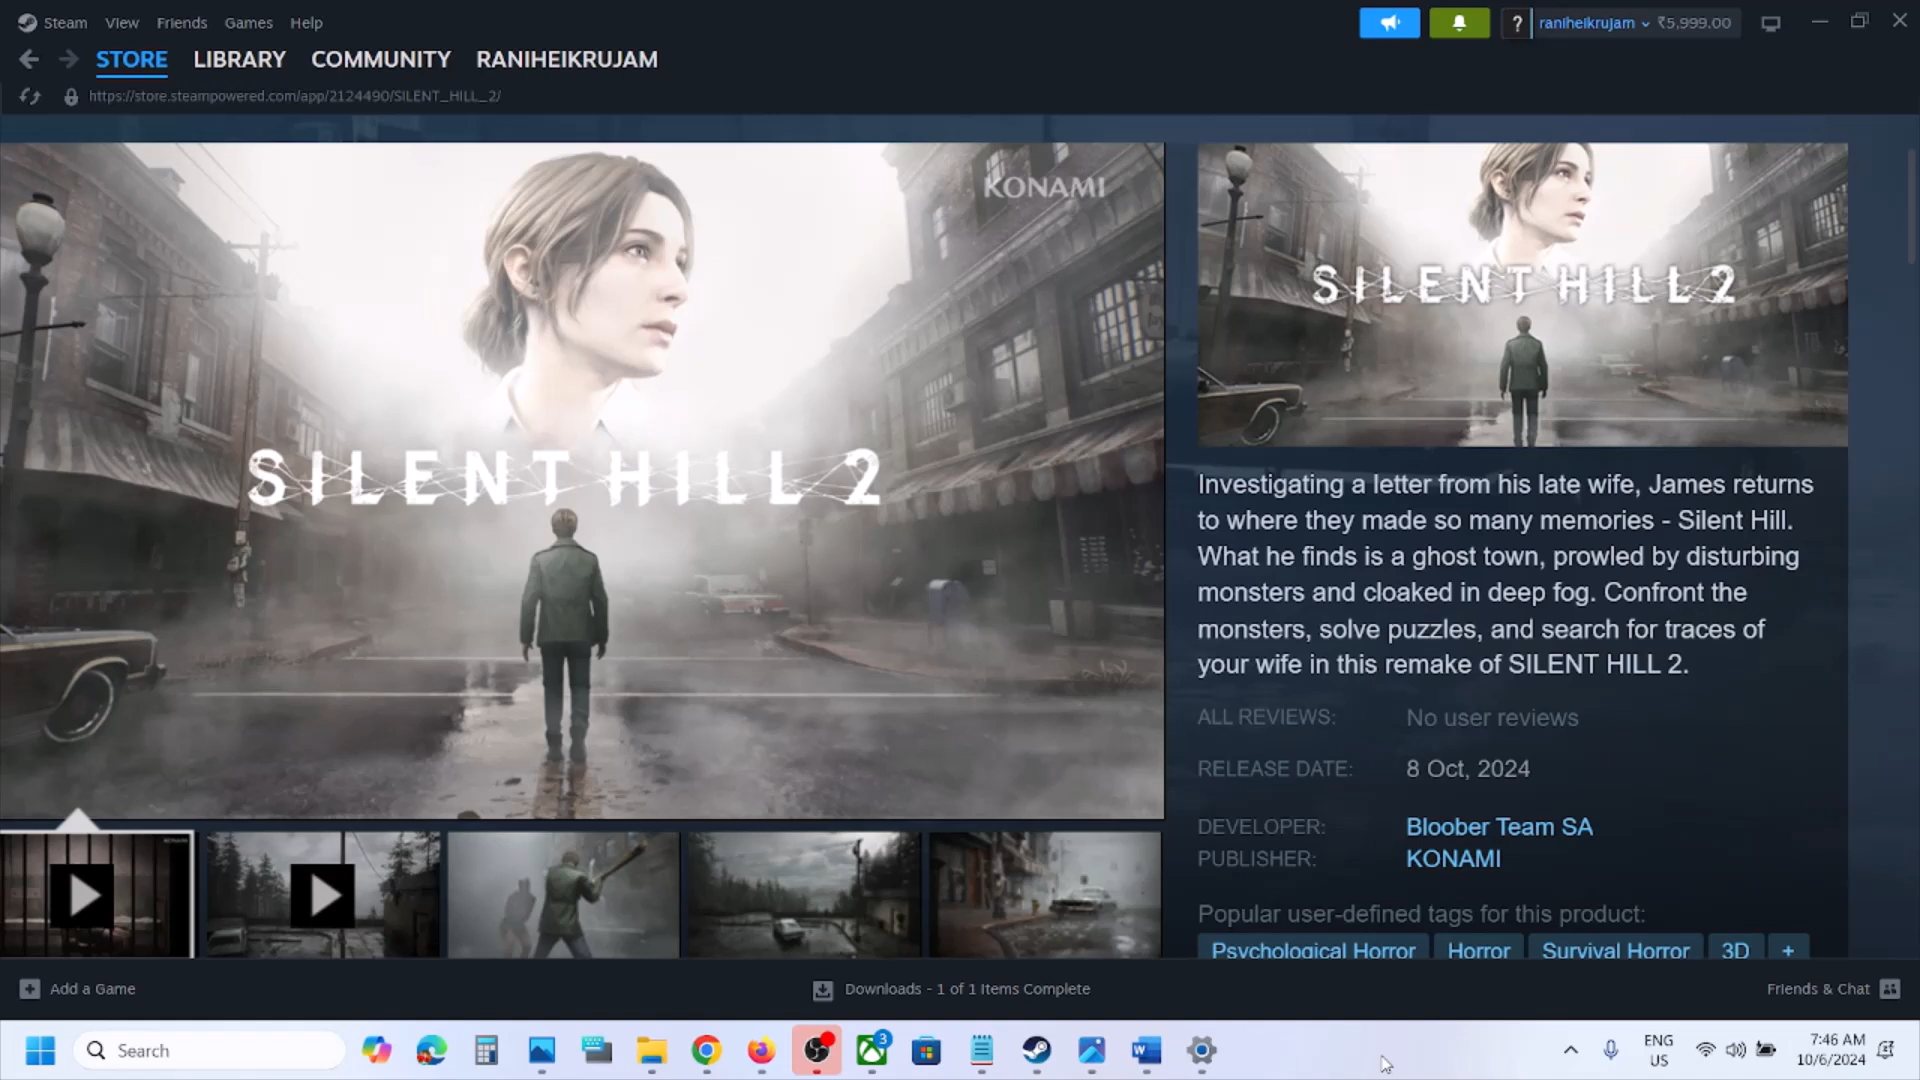 Steam View Friends Games Help
? raniheikrujam ₹5,999.00
STORE LIBRARY COMMUNITY RANIHEIKRUJAM
https://store.steampowered.com/app/2124490/SILENT_HILL_2/
KONAMI
SILENT HILL 2
SILENT HILL 2
Investigating a letter from his late wife, James returns
to where they made so many memories - Silent Hill.
What he finds is a ghost town, prowled by disturbing
monsters and cloaked in deep fog. Confront the
monsters, solve puzzles, and search for traces of
your wife in this remake of SILENT HILL 2.
ALL REVIEWS: No user reviews
RELEASE DATE: 8 Oct, 2024
DEVELOPER: Bloober Team SA
PUBLISHER: KONAMI
Popular user-defined tags for this product:
Psychological Horror Horror Survival Horror 3D +
Add a Game Downloads - 1 of 1 Items Complete Friends & Chat
Search 3 ENG US 7:46 AM 10/6/2024